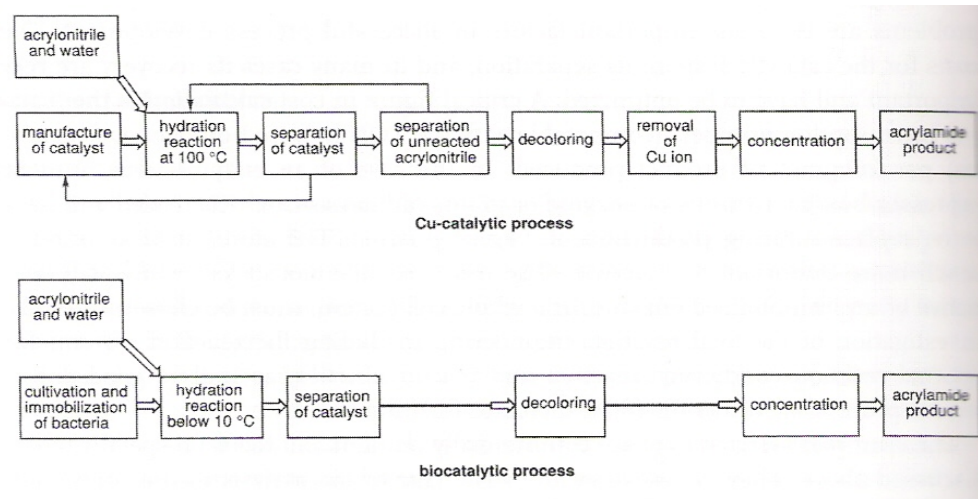 acrylonitrile
and water
manufacture
of catalyst
hydration
reaction
at 100 °C
separation
of catalyst
separation
of unreacted
acrylonitrile
decoloring
removal
of
Cu ion
concentration
acrylamide
product
Cu-catalytic process
acrylonitrile
and water
cultivation and
immobilization
of bacteria
hydration
reaction
below 10 °C
separation
of catalyst
decoloring
concentration
acrylamide
product
biocatalytic process